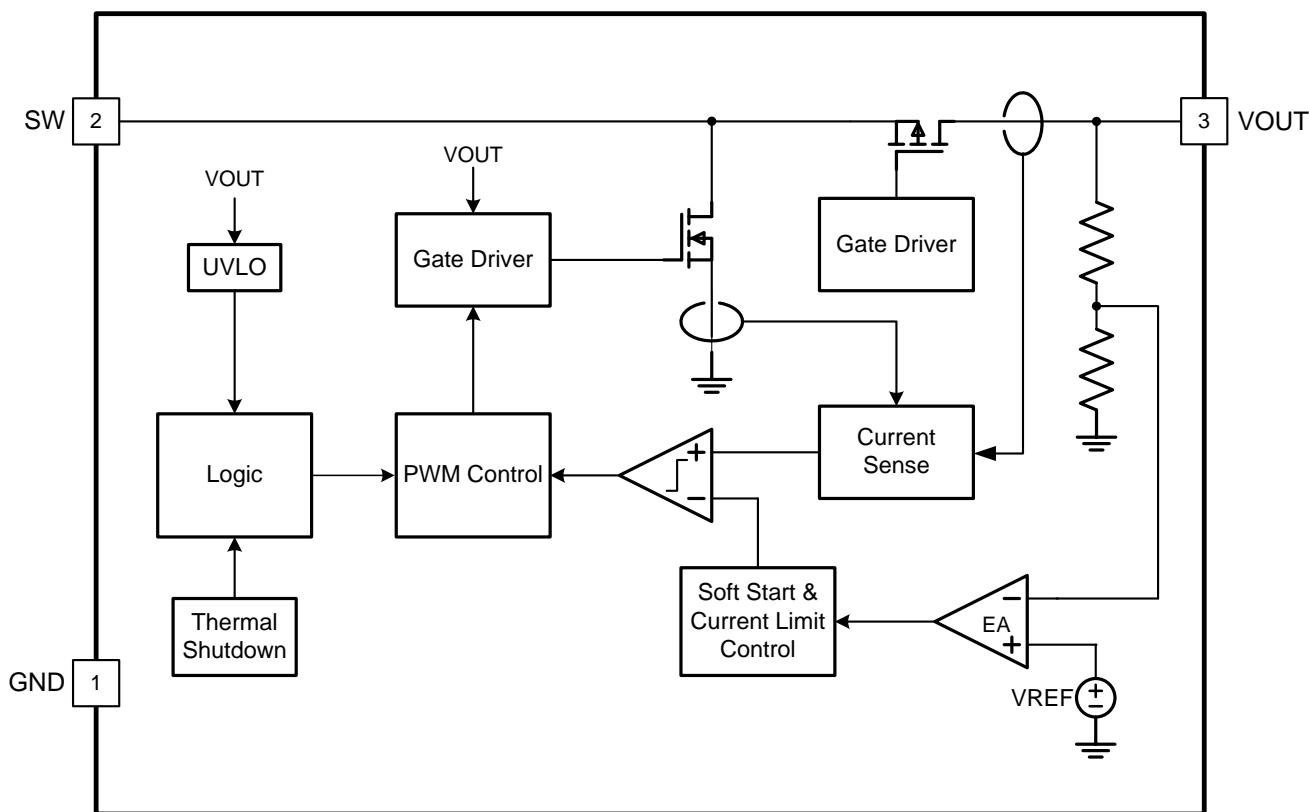 SW
2
3
VOUT
VOUT
VOUT
UVLO
Gate Driver
Gate Driver
Logic
PWM Control
+
−
Current
Sense
Thermal
Shutdown
Soft Start &
Current Limit
Control
−
EA
+
GND
1
VREF
+
−